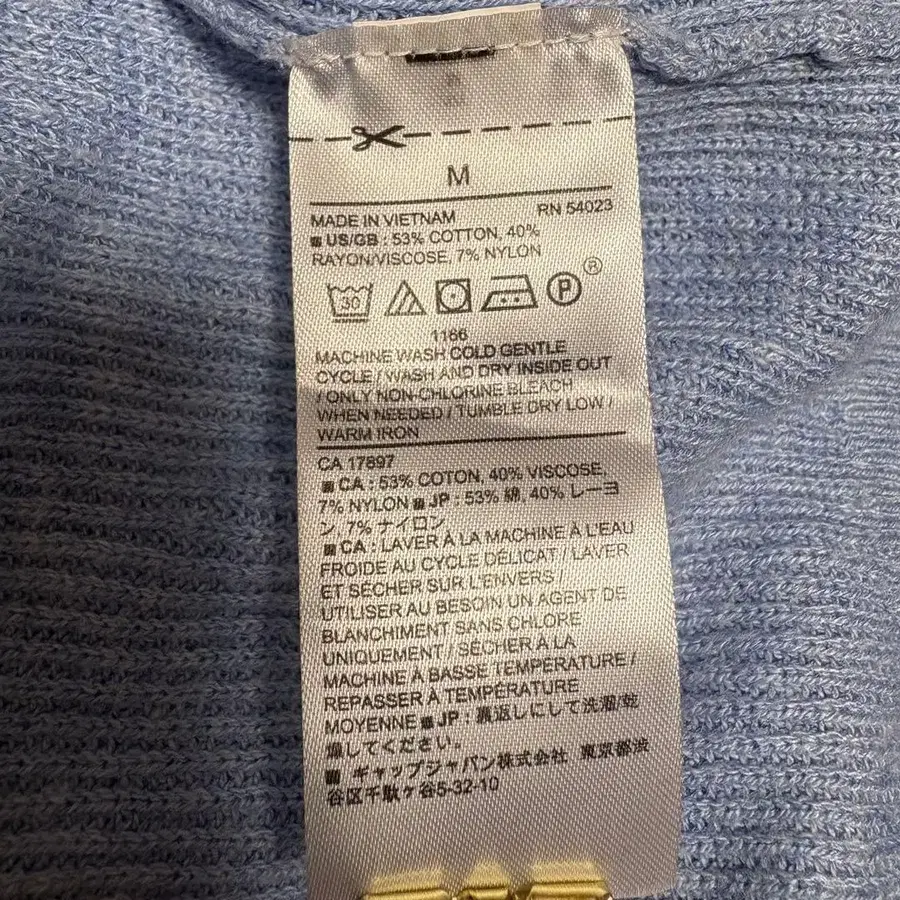 M
MADE IN VIETNAM RN 54023
US/GB : 53% COTTON, 40%
RAYON/VISCOSE, 7% NYLON
30 P ®
1166
MACHINE WASH COLD GENTLE
CYCLE / WASH AND DRY INSIDE OUT
/ ONLY NON-CHLORINE BLEACH
WHEN NEEDED / TUMBLE DRY LOW /
WARM IRON
CA 17897
CA : 53% COTON, 40% VISCOSE,
7% NYLON JP : 53% 綿, 40% レーヨ
ン, 7% ナイロン,
CA : LAVER À LA MACHINE À L'EAU
FROIDE AU CYCLE DÉLICAT / LAVER
ET SÉCHER SUR L'ENVERS /
UTILISER AU BESOIN UN AGENT DE
BLANCHIMENT SANS CHLORE
UNIQUEMENT / SÉCHER À LA
MACHINE À BASSE TEMPÉRATURE /
REPASSER À TEMPÉRATURE
MOYENNE JP : 裏返しにして洗濯/乾
燥してください。
ギャップジャパン株式会社 東京都渋
谷区千駄ヶ谷5-32-10